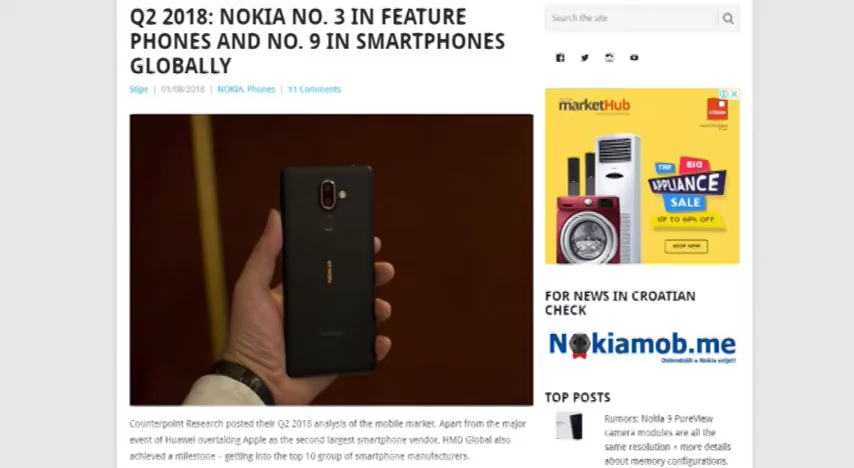 Q2 2018: NOKIA NO. 3 IN FEATURE
PHONES AND NO. 9 IN SMARTPHONES
GLOBALLY
Stipe | 01/08/2018 | NOKIA, Phones | 11 Comments
NOKIA
Counterpoint Research posted their Q2 2018 analysis of the mobile market. Apart from the major
event of Huawei overtaking Apple as the second largest smartphone vendor, HMD Global also
achieved a milestone – getting into the top 10 group of smartphone manufacturers.
Search the site
marketHub
THE BIG
APPLIANCE
SALE
UP TO 60% OFF
SHOP NOW
FOR NEWS IN CROATIAN
CHECK
Nokiamob.me
Dobrodošli u Nokia svijet!
TOP POSTS
Rumors: Nokia 9 PureView
camera modules are all the
same resolution + more details
about memory configurations.